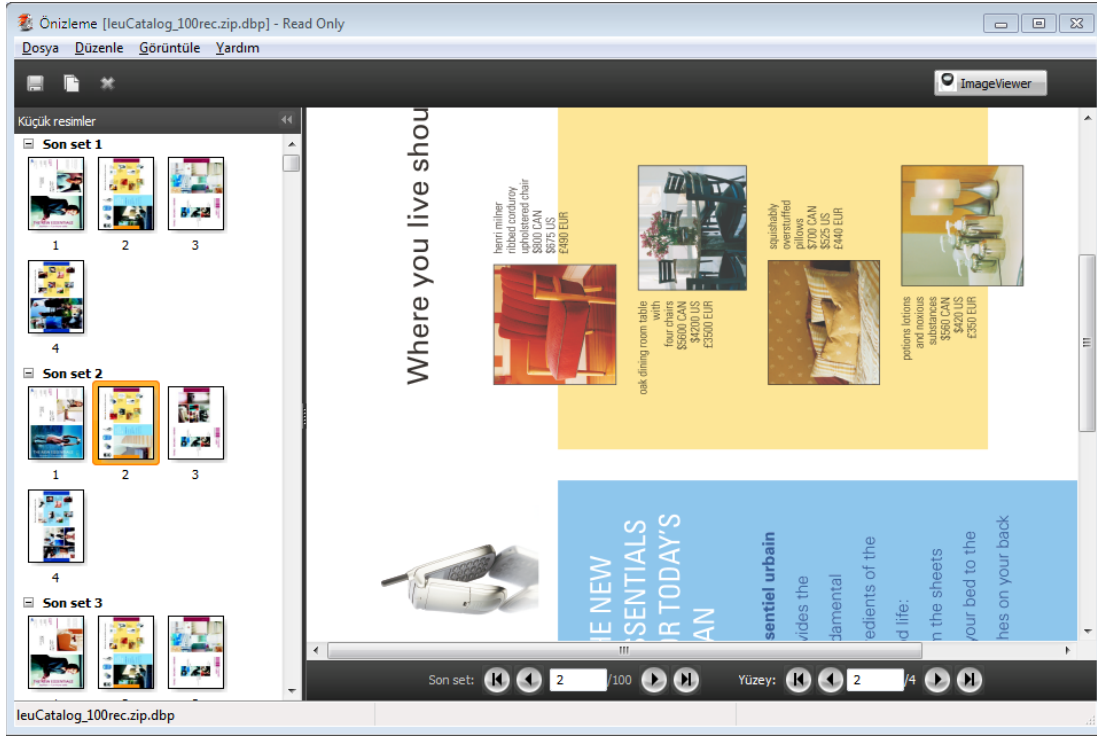 Önizleme [leuCatalog_100rec.zip.dbp] - Read Only
Dosya Düzenle Görüntüle Yardım
ImageViewer
Küçük resimler
Son set 1
1 2 3
4
Son set 2
1 2 3
4
Son set 3
Where you live shou
henri milner
ribbed corduroy
upholstered chair
$800 CAN
$675 US
£490 EUR
oak dining room table
with
four chairs
$5600 CAN
$4200 US
£3500 EUR
squishably
overstuffed
pillows
$700 CAN
$525 US
£440 EUR
potions lotions
and noxious
substances
$560 CAN
$420 US
£350 EUR
HE NEW
SSENTIALS
UR TODAY'S
AN
sentiel urbain
vides the
damental
edients of the
d life:
n the sheets
your bed to the
hes on your back
Son set: 2 /100 Yüzey: 2 /4
leuCatalog_100rec.zip.dbp